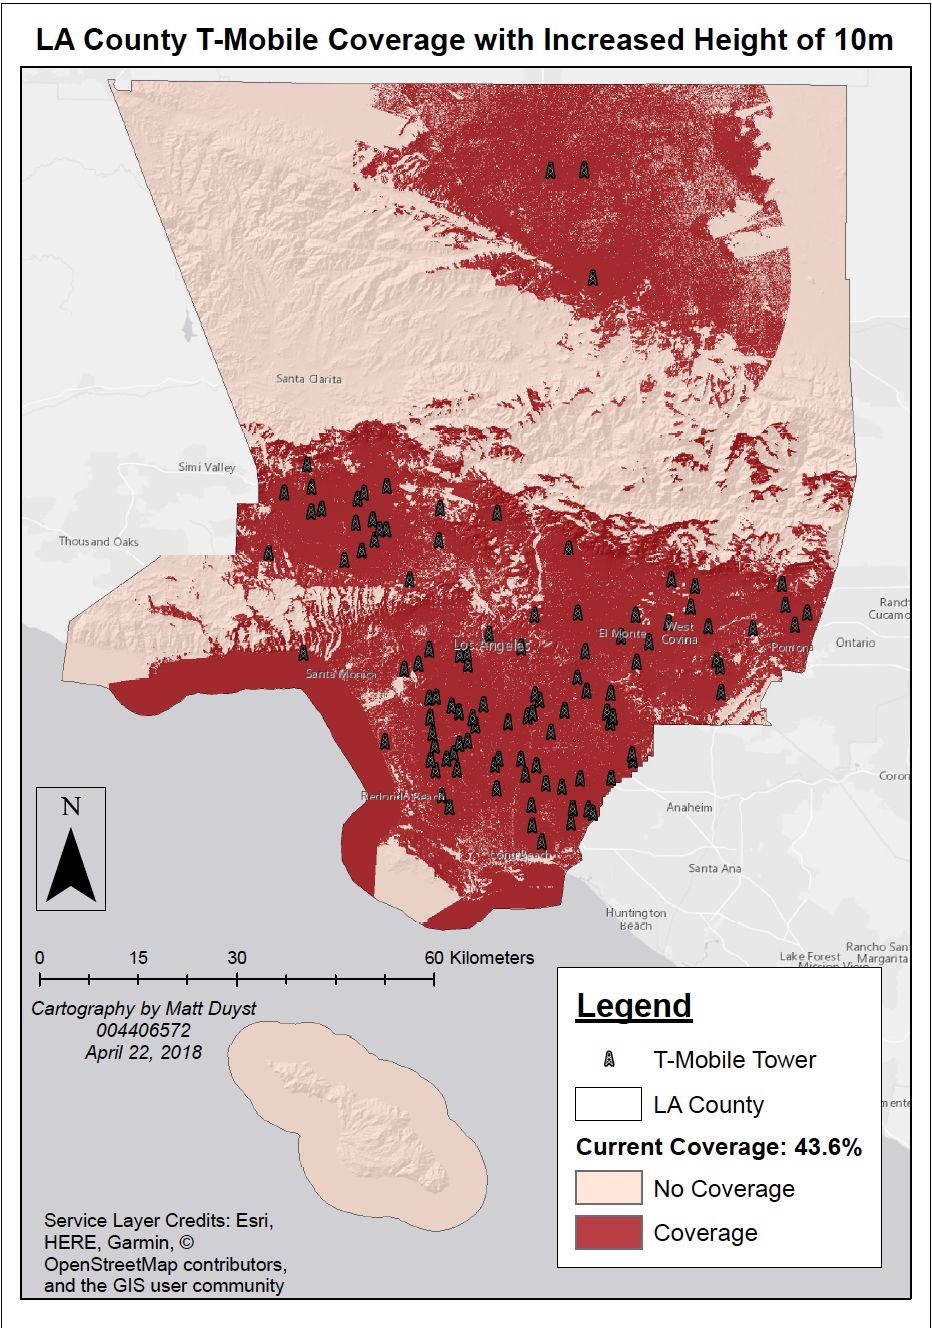 LA County T-Mobile Coverage with Increased Height of 10m
Santa Clarita
Simi Valley
Thousand Oaks
Ranch
Cucamo
Los Angeles
El Monte
West
Covina
Pomona
Ontario
Santa Monica
Coron
Redondo Beach
Anaheim
N
Long Beach
Santa Ana
Huntington
Beach
Lake Forest
Rancho San
Margarita
Mission Viejo
0 15 30 60 Kilometers
Cartography by Matt Duyst
004406572
April 22, 2018
Legend
T-Mobile Tower
LA County
mente
Current Coverage: 43.6%
No Coverage
Coverage
Service Layer Credits: Esri,
HERE, Garmin, ©
OpenStreetMap contributors,
and the GIS user community